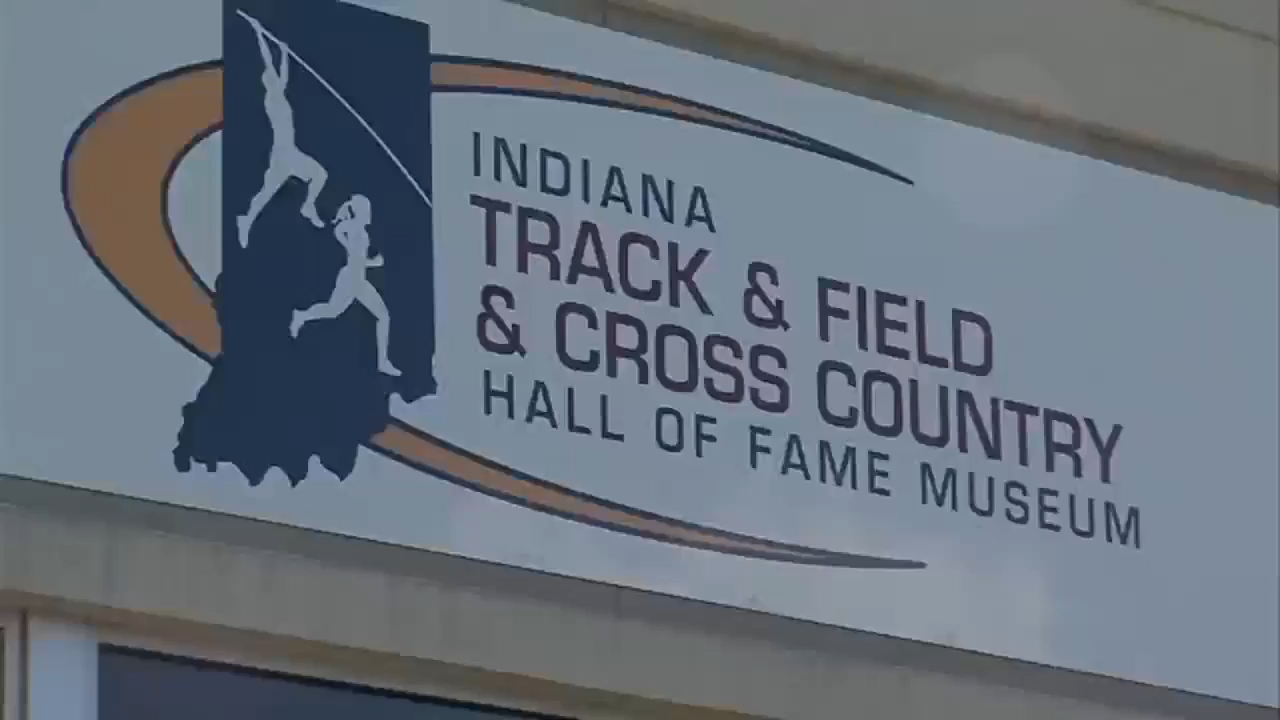 INDIANA
TRACK & FIELD
& CROSS COUNTRY
HALL OF FAME MUSEUM